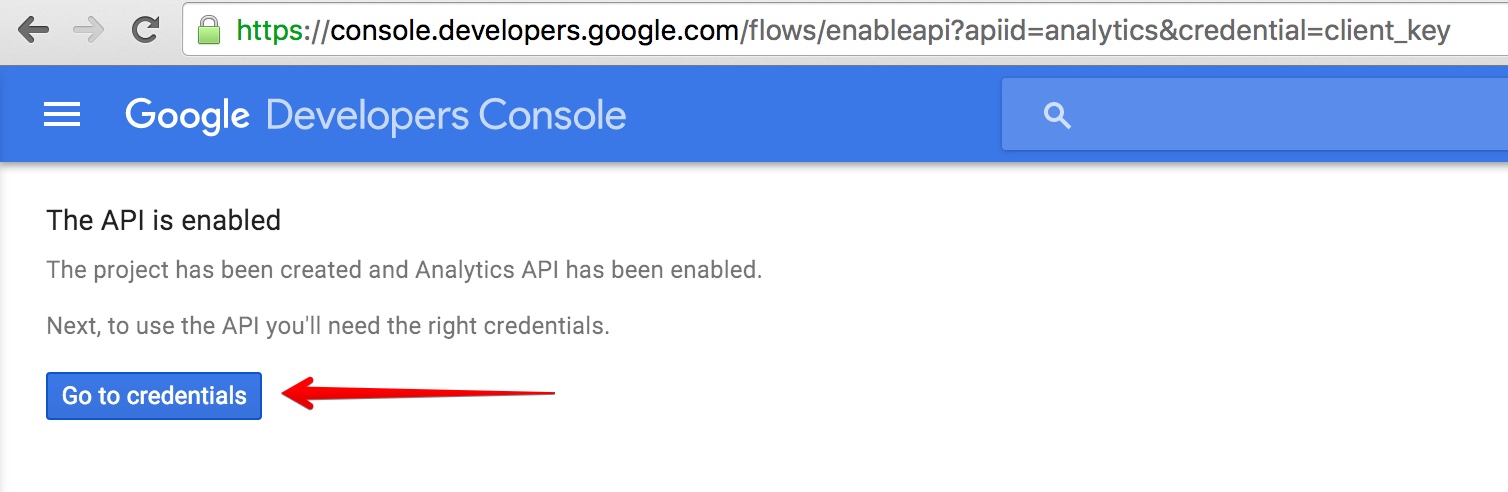 https://console.developers.google.com/flows/enableapi?apiid=analytics&credential=client_key
Google Developers Console
The API is enabled
The project has been created and Analytics API has been enabled.
Next, to use the API you'll need the right credentials.
Go to credentials